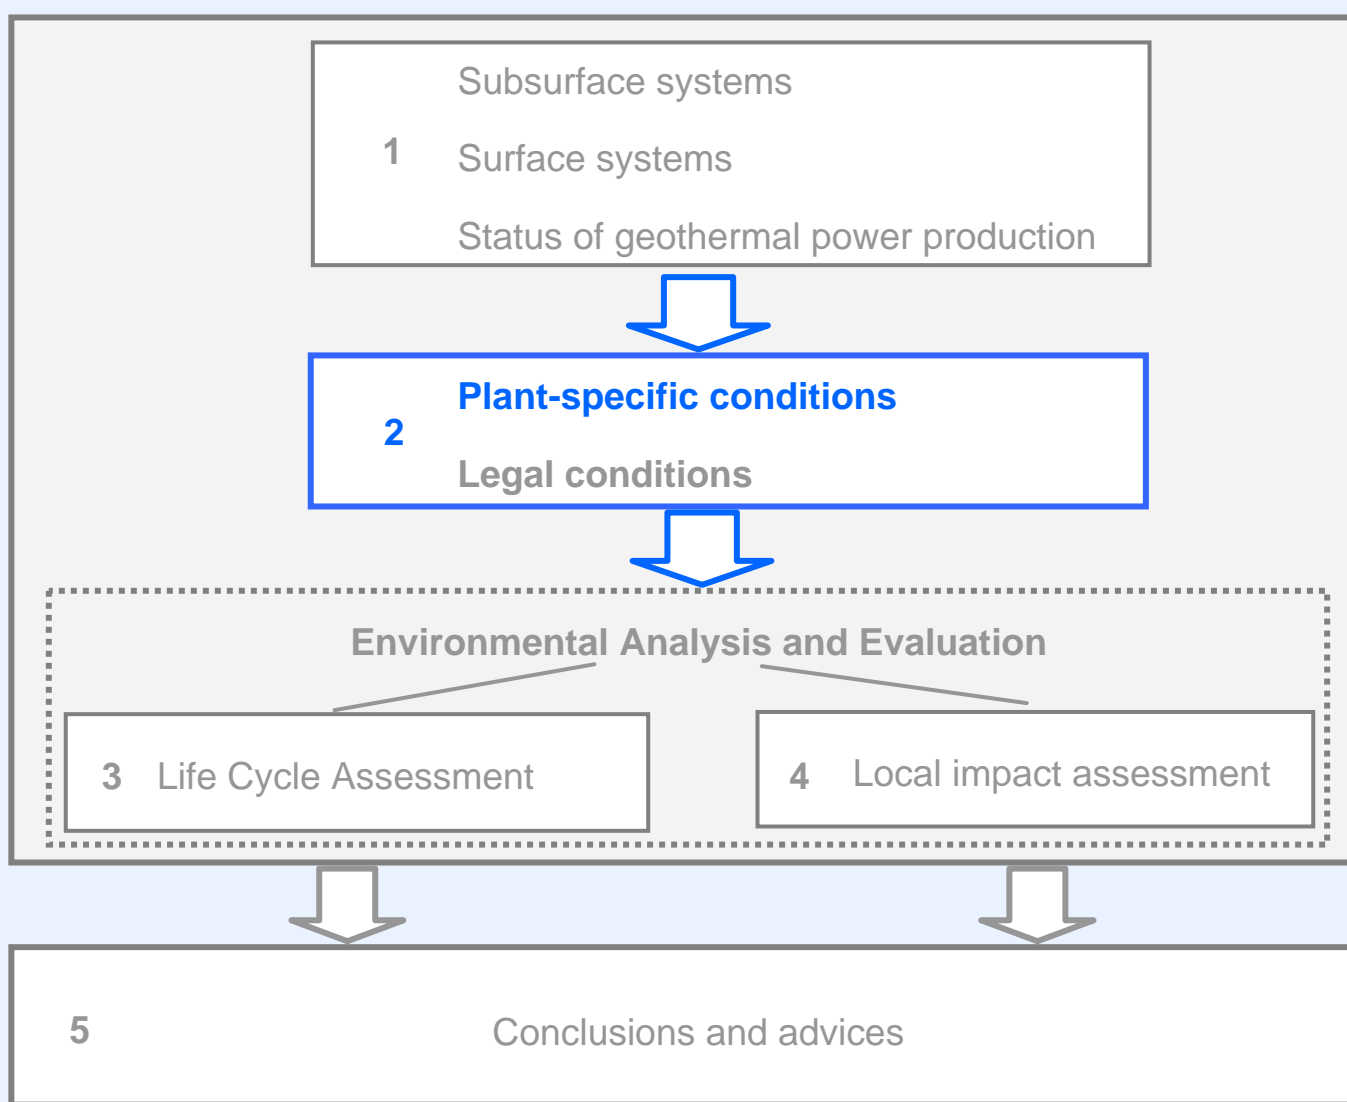 Subsurface systems
1
Surface systems
Status of geothermal power production
Plant-specific conditions
2
Legal conditions
Environmental Analysis and Evaluation
3 Life Cycle Assessment
4 Local impact assessment
5 Conclusions and advices